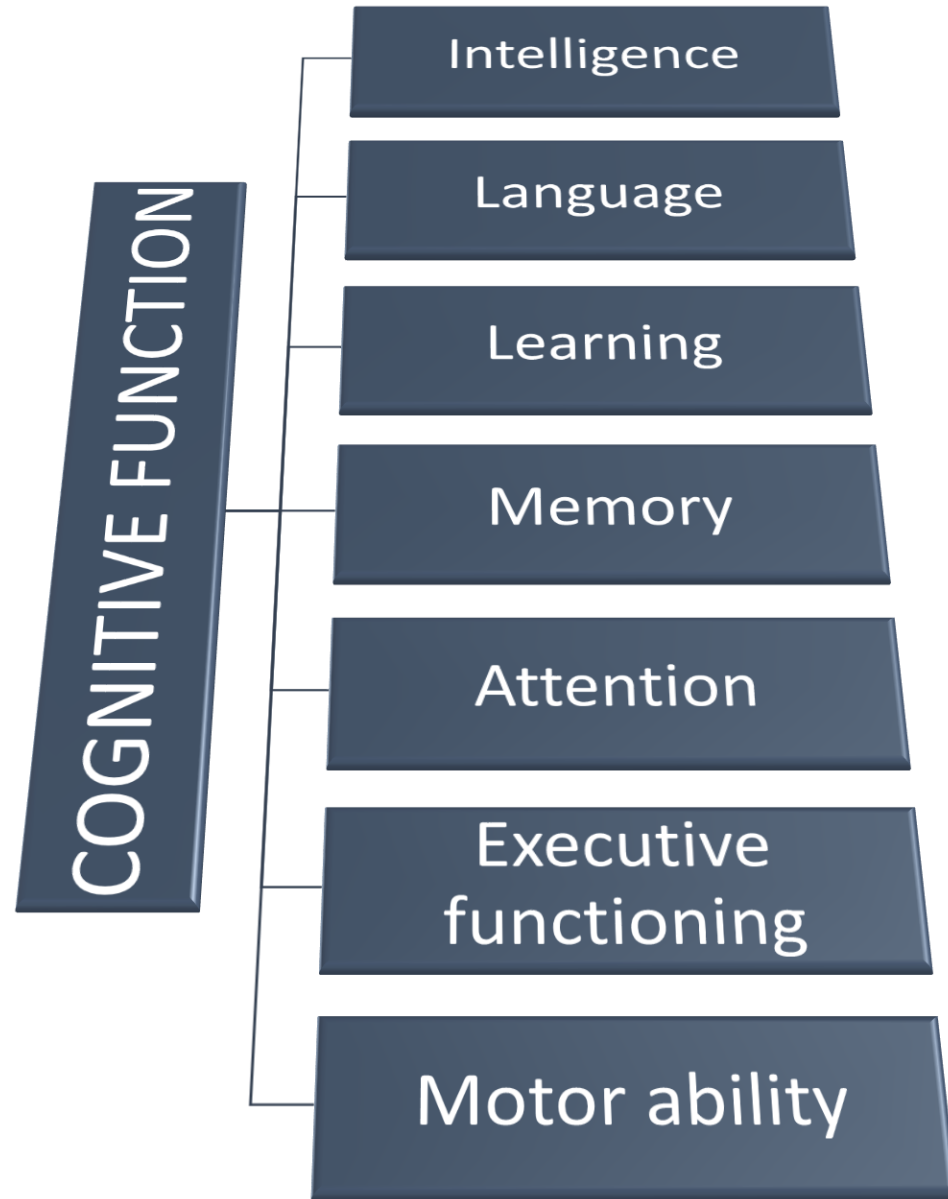 COGNITIVE FUNCTION
Intelligence
Language
Learning
Memory
Attention
Executive
functioning
Motor ability